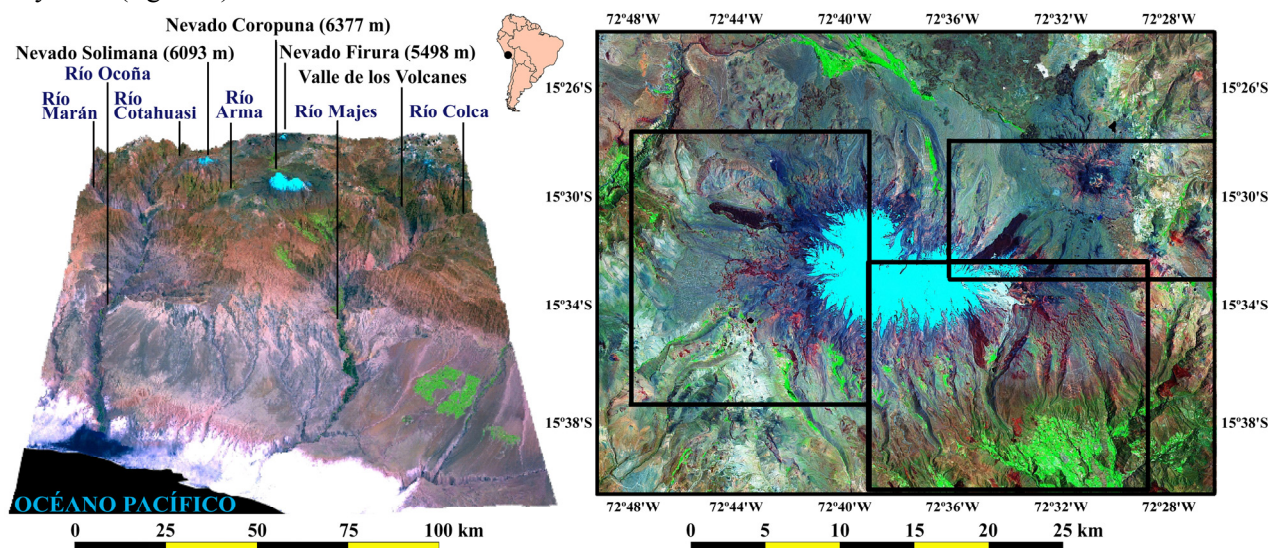 Nevado Coropuna (6377 m)
Nevado Solimana (6093 m)
Nevado Firura (5498 m)
Río Ocoña
Valle de los Volcanes
Río Marán
Río Cotahuasi
Río Arma
Río Majes
Río Colca
OCÉANO PACÍFICO
0 25 50 75 100 km
72º48'W 72º44'W 72º40'W 72º36'W 72º32'W 72º28'W
15º26'S
15º30'S
15º34'S
15º38'S
15º26'S
15º30'S
15º34'S
15º38'S
72º48'W 72º44'W 72º40'W 72º36'W 72º32'W 72º28'W
0 5 10 15 20 25 km